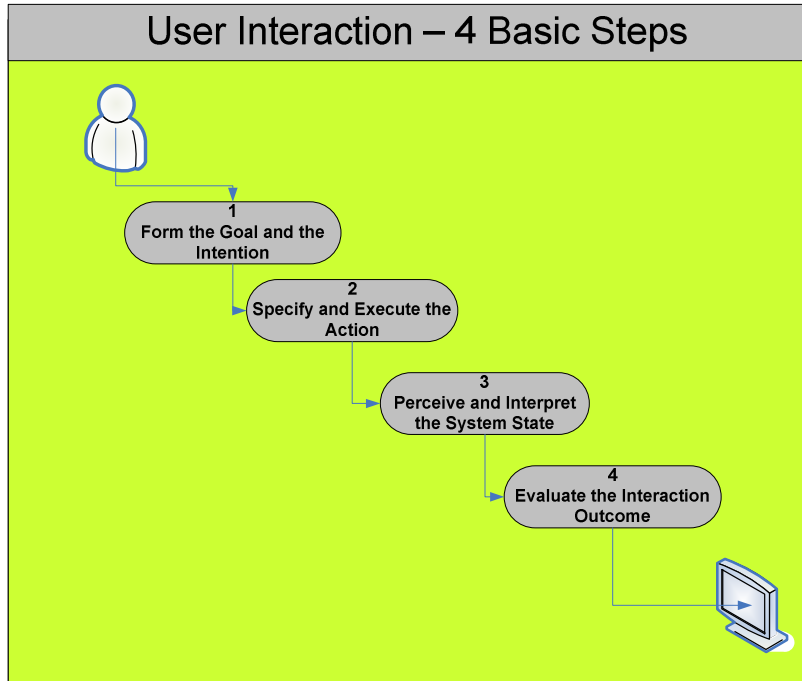 User Interaction – 4 Basic Steps
1
Form the Goal and the
Intention
2
Specify and Execute the
Action
3
Perceive and Interpret
the System State
4
Evaluate the Interaction
Outcome